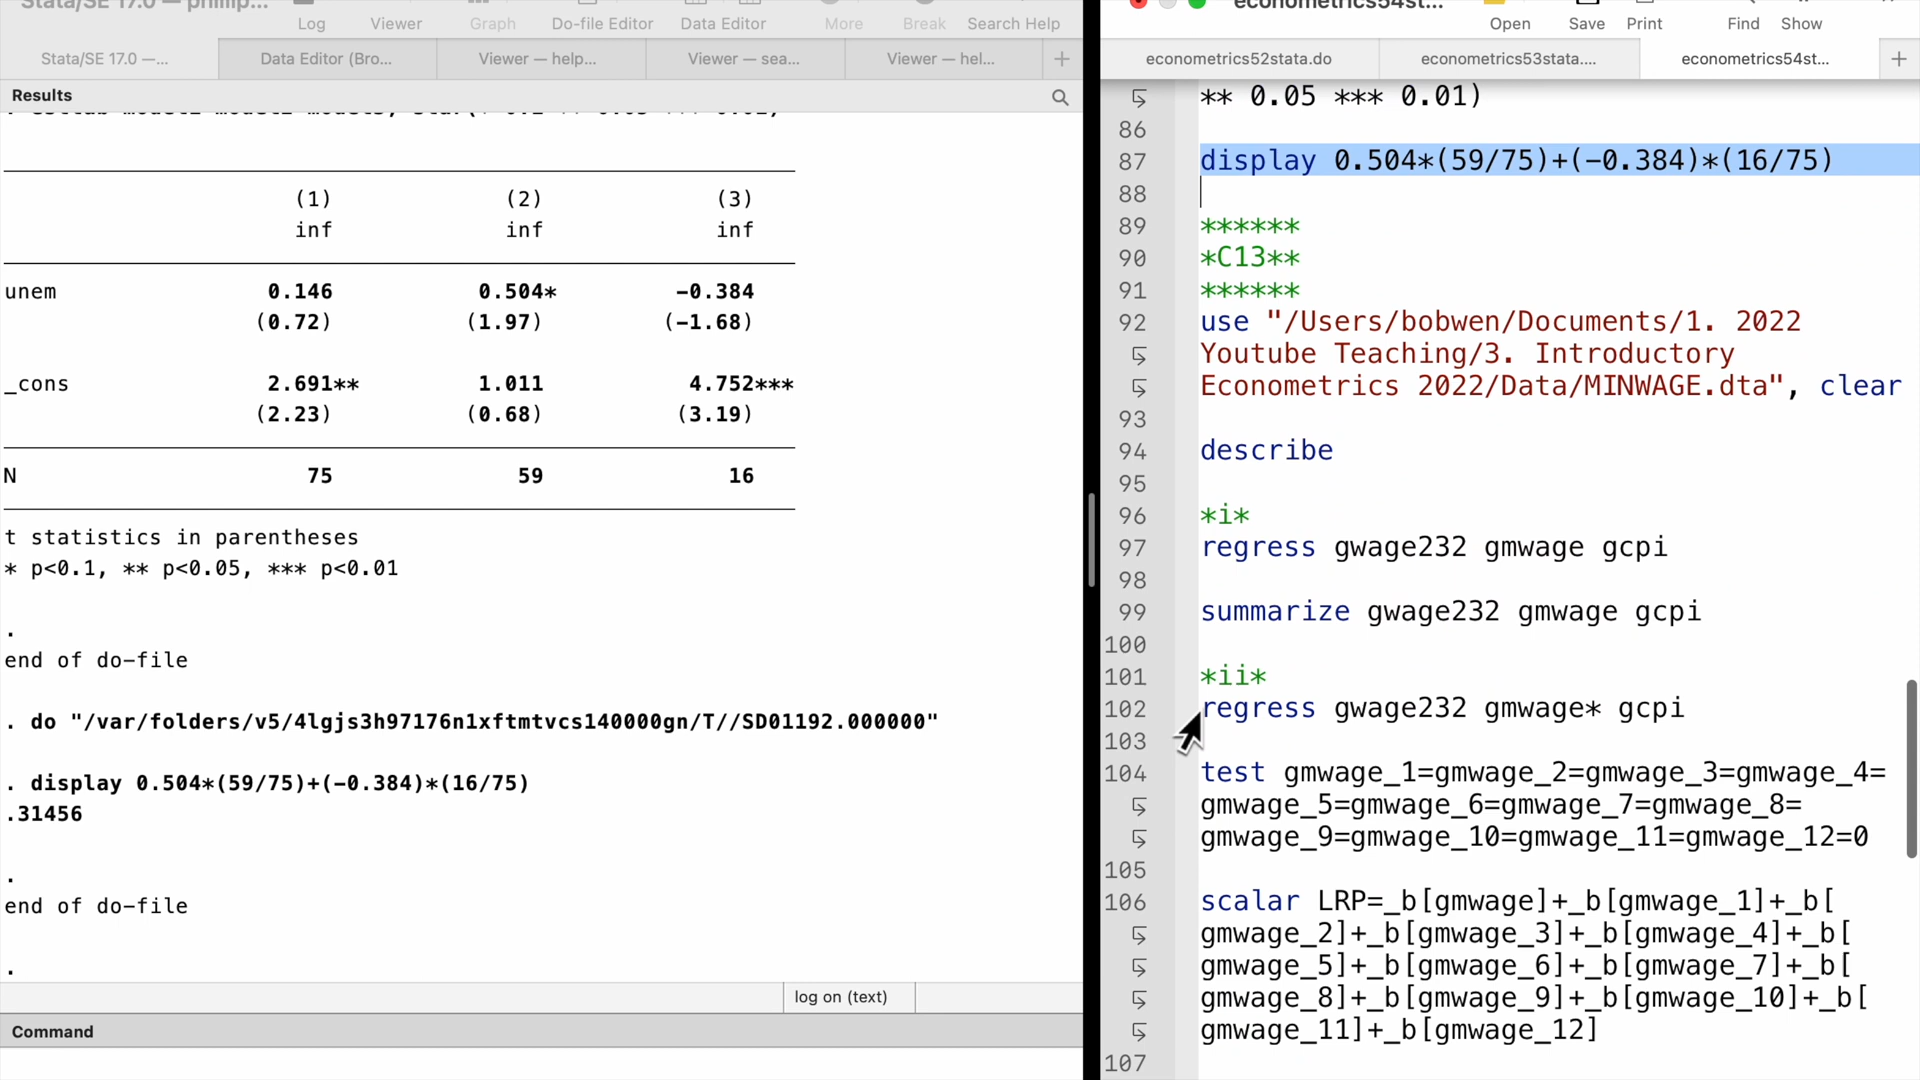 Stata/SE 17.0 — phillip...
Log Viewer Graph Do-file Editor Data Editor More Break Search Help
Stata/SE 17.0 —... Data Editor (Bro... Viewer — help... Viewer — sea... Viewer — hel... +
Results
(1) (2) (3)
inf inf inf
unem 0.146 0.504* -0.384
(0.72) (1.97) (-1.68)
_cons 2.691** 1.011 4.752***
(2.23) (0.68) (3.19)
N 75 59 16
t statistics in parentheses
* p<0.1, ** p<0.05, *** p<0.01
.
end of do-file
. do "/var/folders/v5/4lgjs3h97176n1xftmtvcs140000gn/T//SD01192.000000"
. display 0.504*(59/75)+(-0.384)*(16/75)
.31456
.
end of do-file
.
log on (text)
Command
econometrics54st...
Open Save Print Find Show
econometrics52stata.do econometrics53stata.... econometrics54st... +
** 0.05 *** 0.01)
86
87 display 0.504*(59/75)+(-0.384)*(16/75)
88
89 ******
90 *C13**
91 ******
92 use "/Users/bobwen/Documents/1. 2022
Youtube Teaching/3. Introductory
Econometrics 2022/Data/MINWAGE.dta", clear
93
94 describe
95
96 *i*
97 regress gwage232 gmwage gcpi
98
99 summarize gwage232 gmwage gcpi
100
101 *ii*
102 regress gwage232 gmwage* gcpi
103
104 test gmwage_1=gmwage_2=gmwage_3=gmwage_4=
gmwage_5=gmwage_6=gmwage_7=gmwage_8=
gmwage_9=gmwage_10=gmwage_11=gmwage_12=0
105
106 scalar LRP=_b[gmwage]+_b[gmwage_1]+_b[
gmwage_2]+_b[gmwage_3]+_b[gmwage_4]+_b[
gmwage_5]+_b[gmwage_6]+_b[gmwage_7]+_b[
gmwage_8]+_b[gmwage_9]+_b[gmwage_10]+_b[
gmwage_11]+_b[gmwage_12]
107